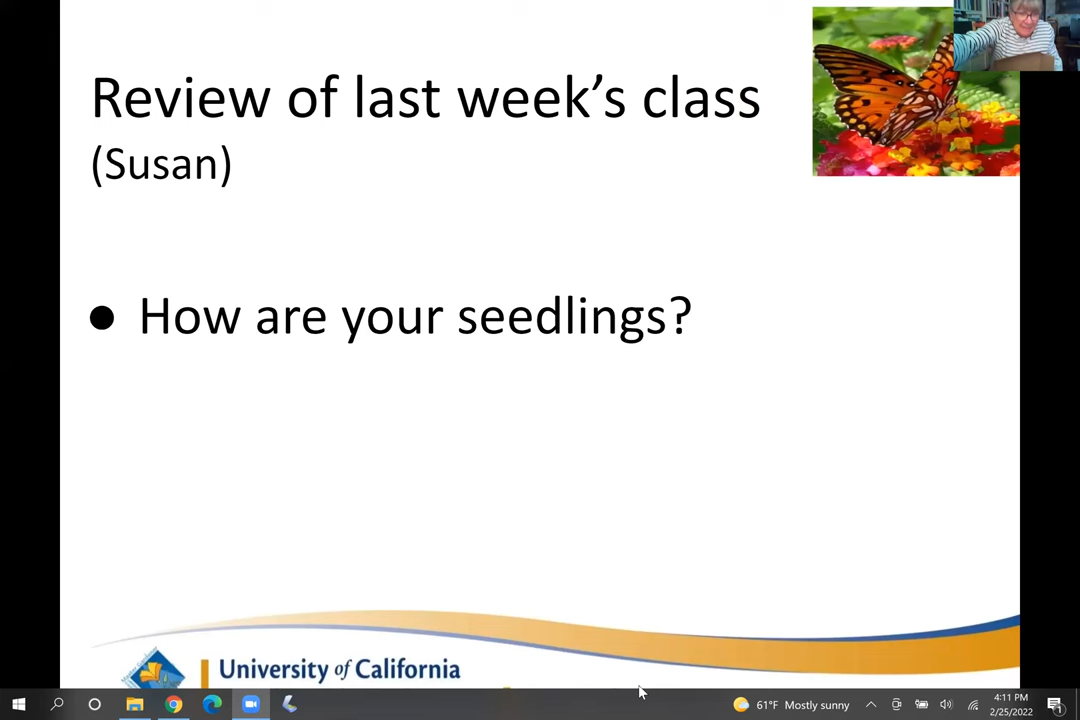 Review of last week's class
(Susan)
● How are your seedlings?
University of California
61°F Mostly sunny
4:11 PM
2/25/2022